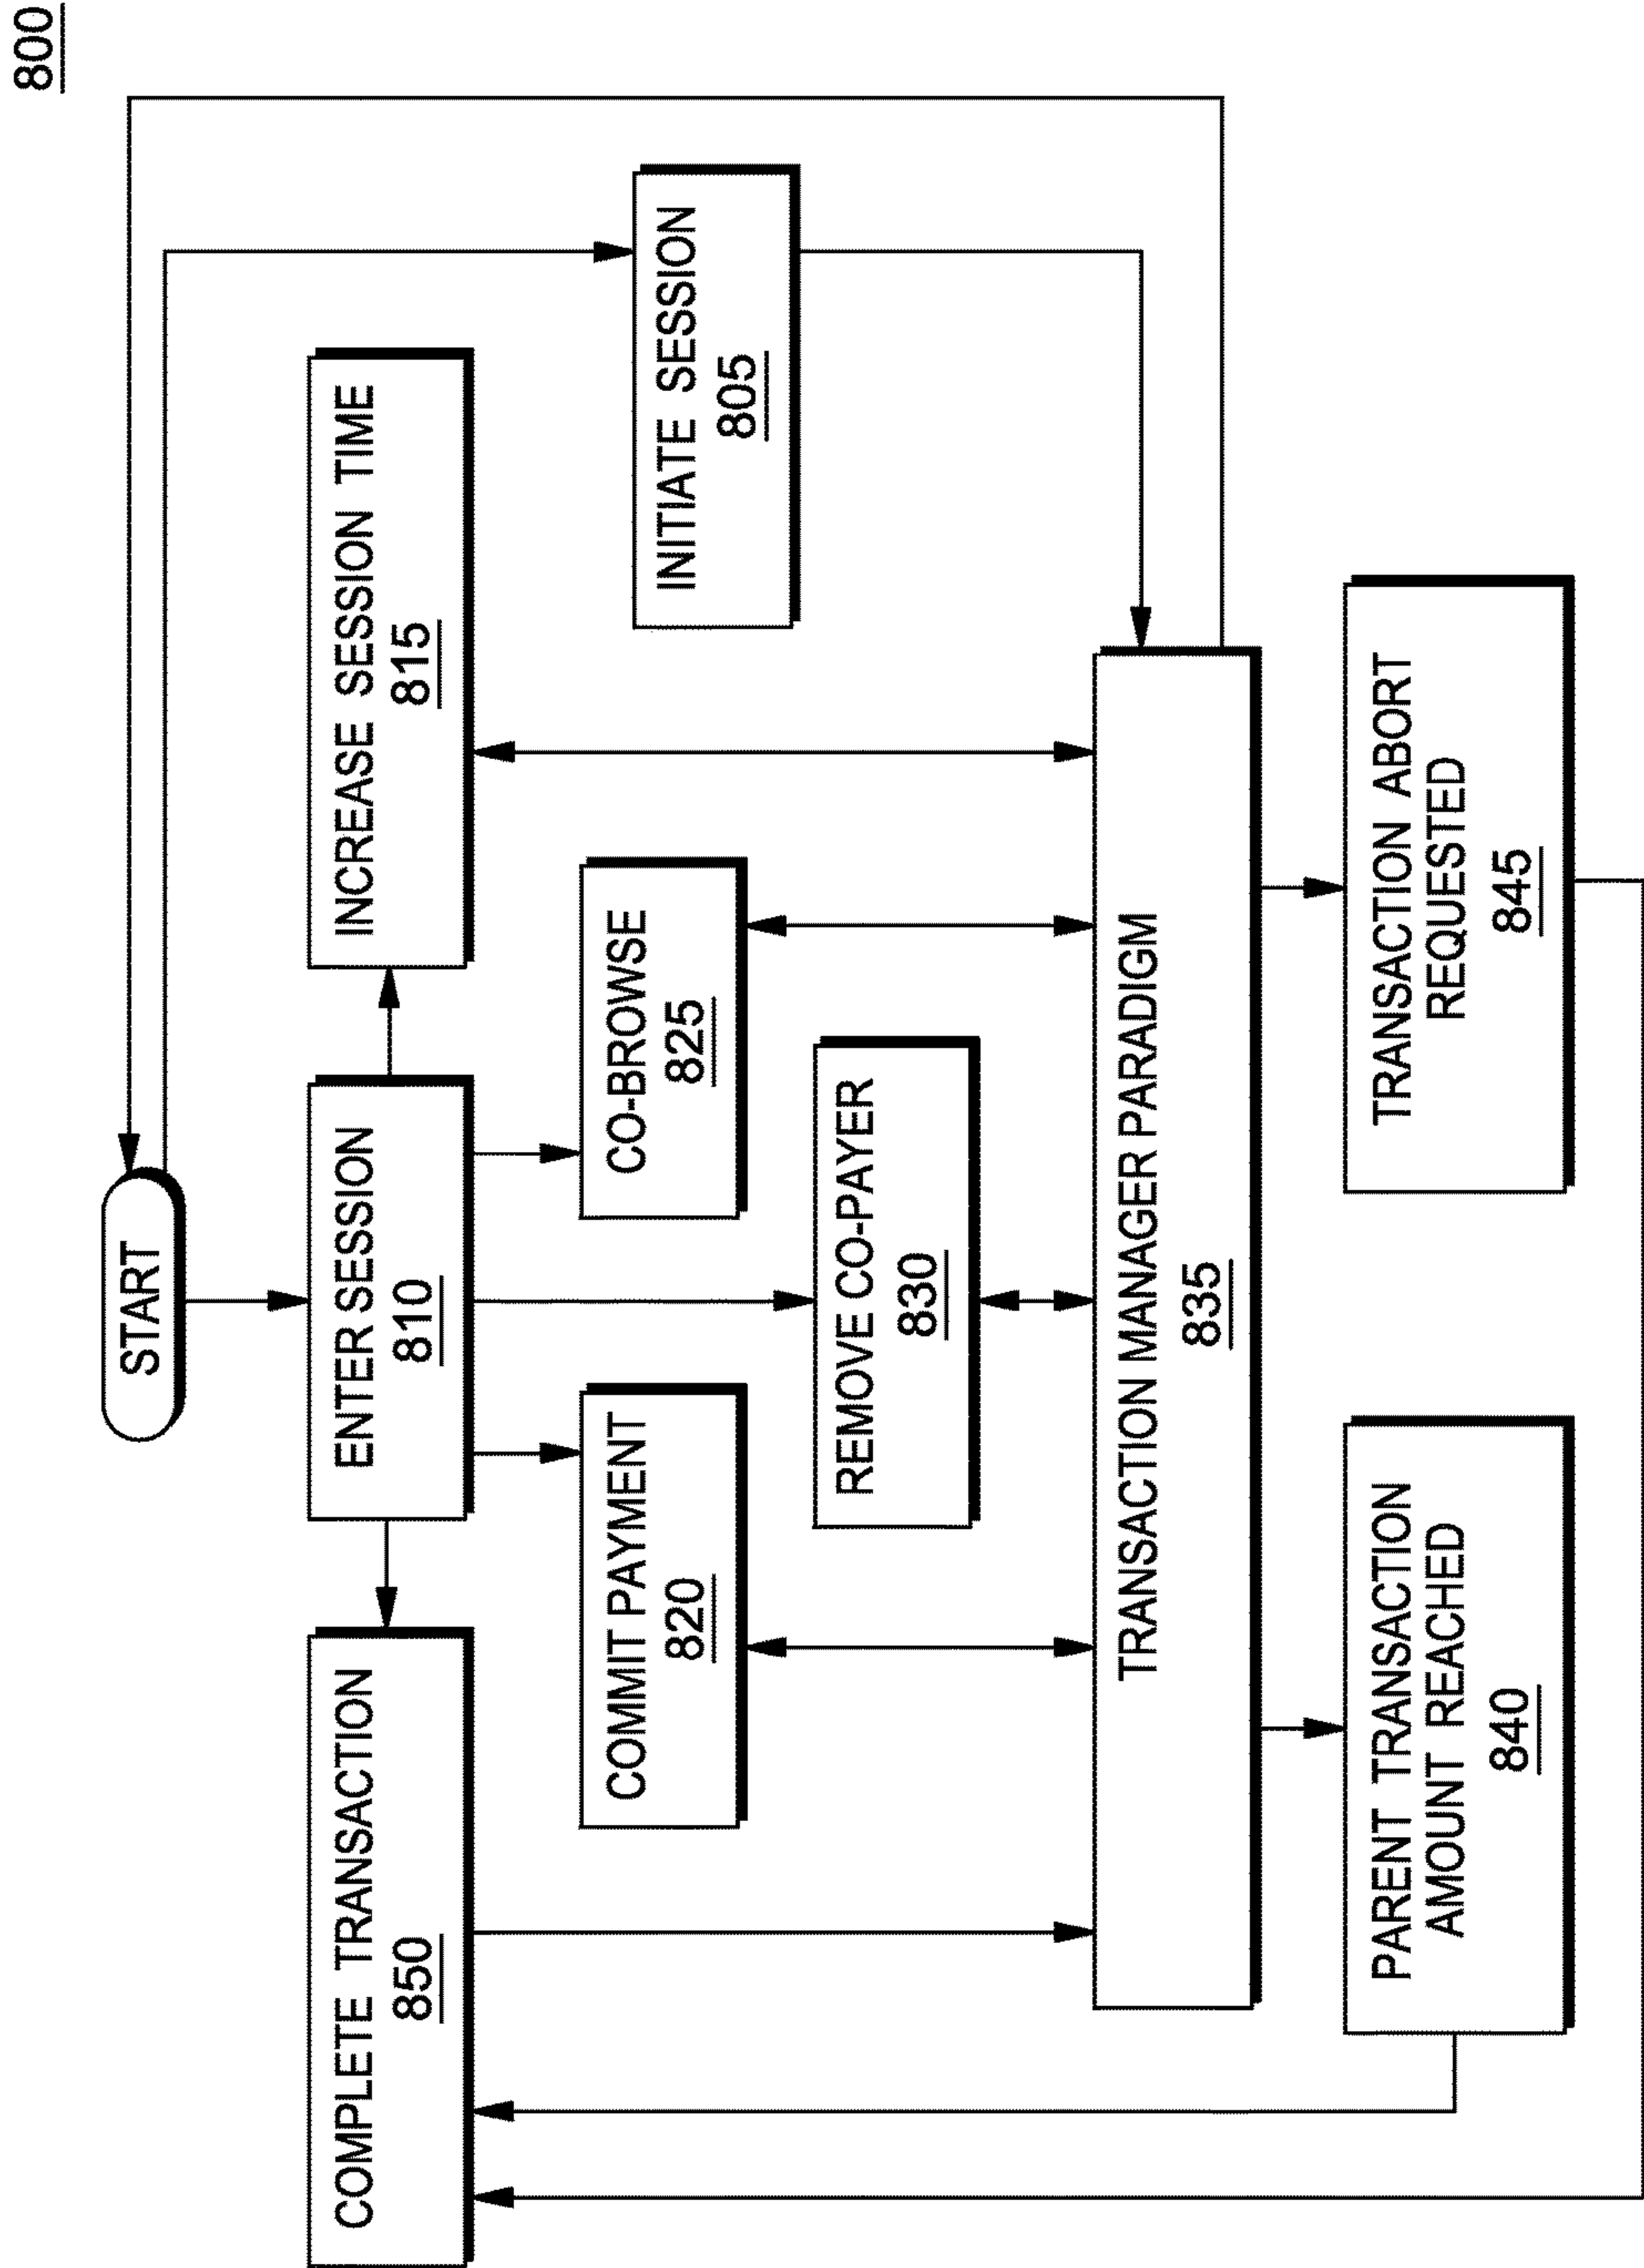 800
START
COMPLETE TRANSACTION
850
ENTER SESSION
810
INCREASE SESSION TIME
815
COMMIT PAYMENT
820
CO-BROWSE
825
INITIATE SESSION
805
REMOVE CO-PAYER
830
TRANSACTION MANAGER PARADIGM
835
PARENT TRANSACTION
AMOUNT REACHED
840
TRANSACTION ABORT
REQUESTED
845